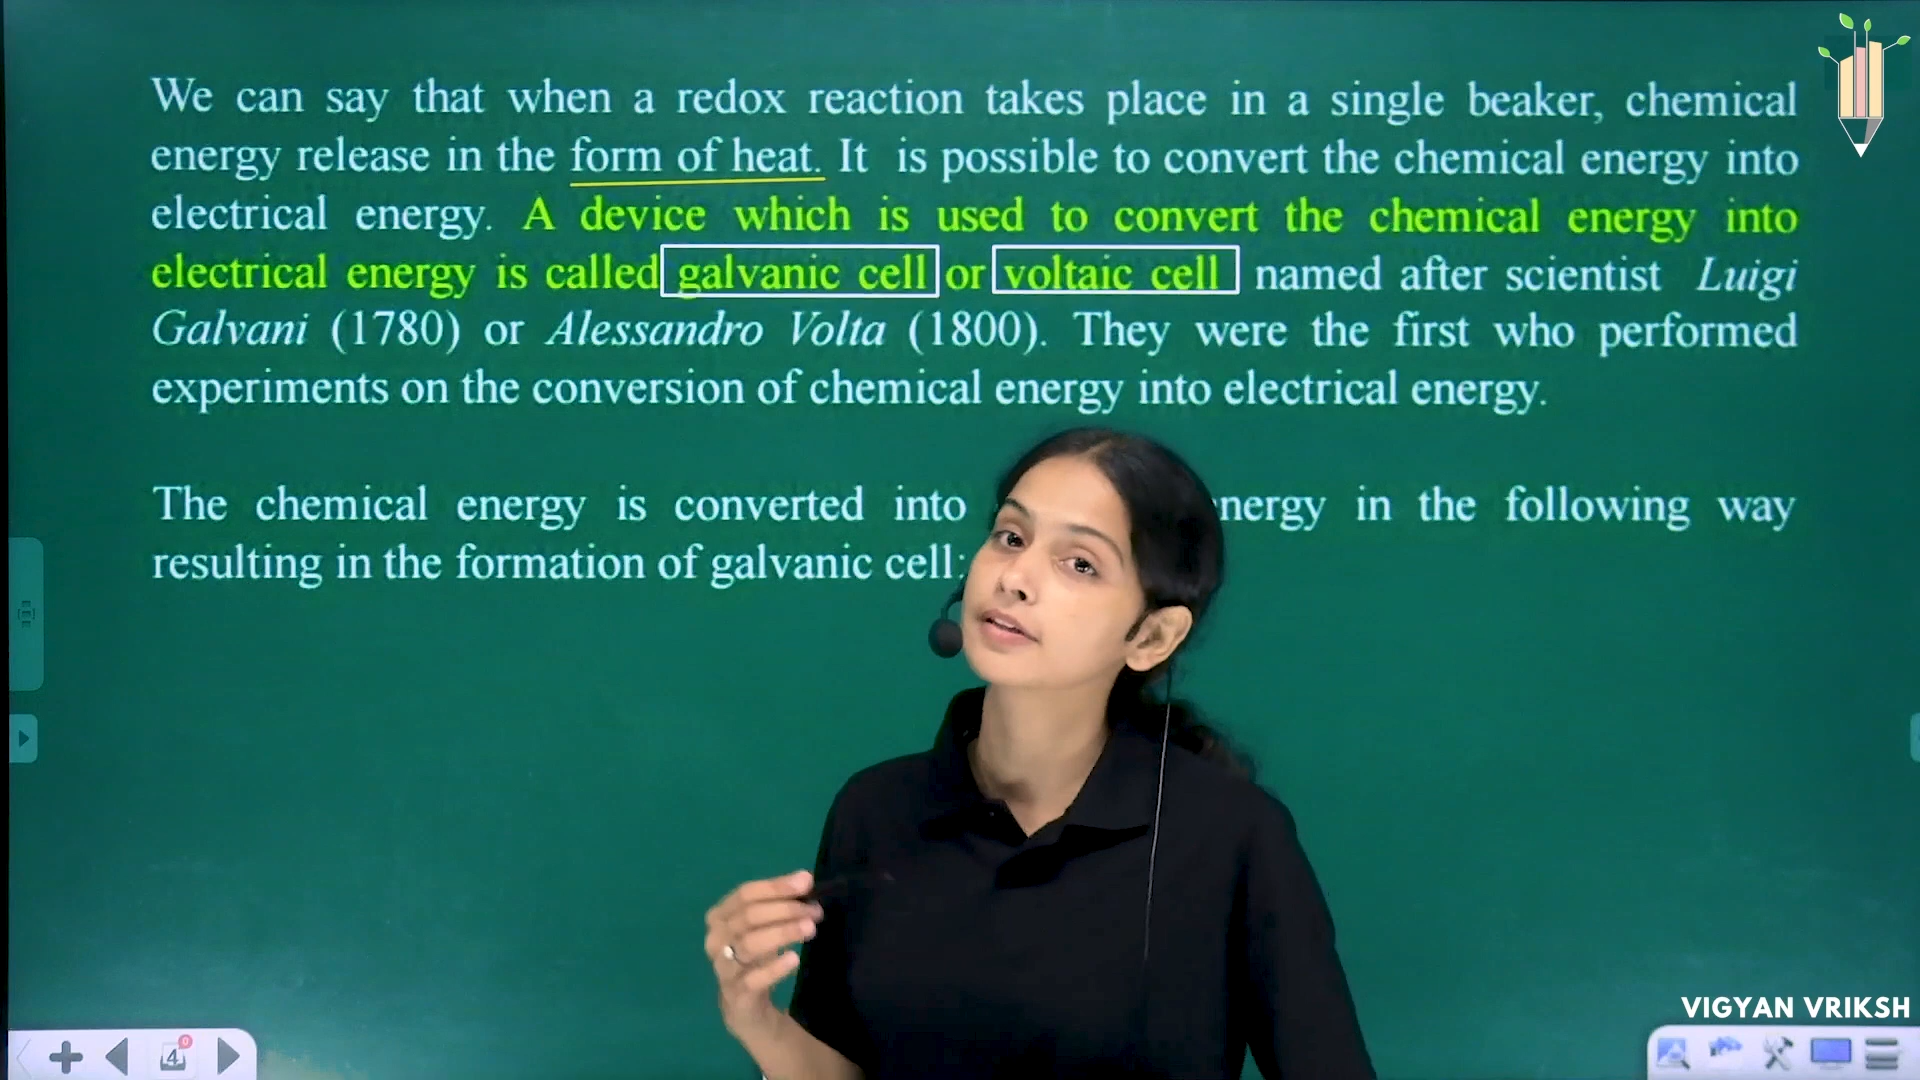 We can say that when a redox reaction takes place in a single beaker, chemical
energy release in the form of heat. It is possible to convert the chemical energy into
electrical energy. A device which is used to convert the chemical energy into
electrical energy is called galvanic cell or voltaic cell named after scientist Luigi
Galvani (1780) or Alessandro Volta (1800). They were the first who performed
experiments on the conversion of chemical energy into electrical energy.
The chemical energy is converted into nergy in the following way
resulting in the formation of galvanic cell:
VIGYAN VRIKSH
4
0